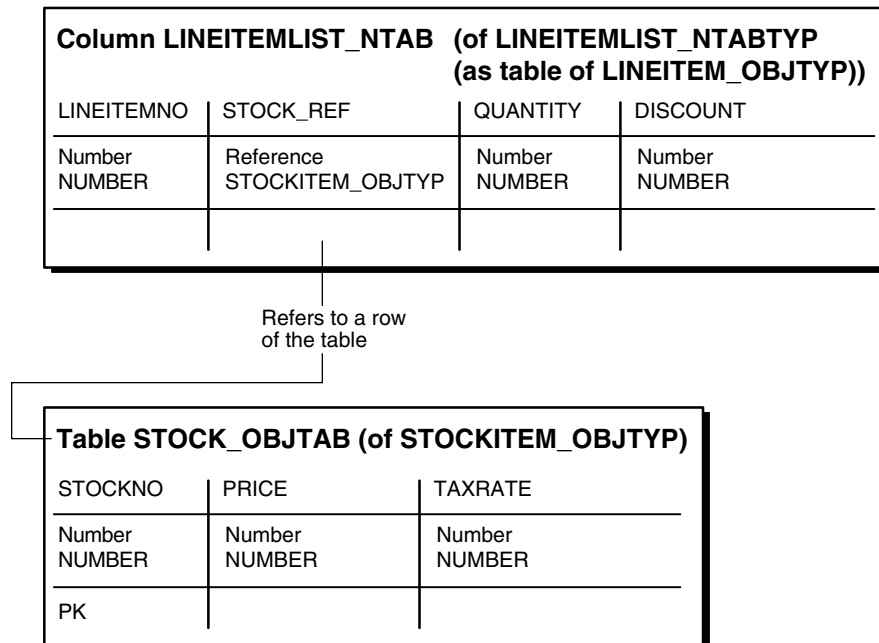 Column LINEITEMLIST_NTAB (of LINEITEMLIST_NTABTYP
(as table of LINEITEM_OBJTYP))
LINEITEMNO STOCK_REF QUANTITY DISCOUNT
Number Reference Number Number
NUMBER STOCKITEM_OBJTYP NUMBER NUMBER
Refers to a row
of the table
Table STOCK_OBJTAB (of STOCKITEM_OBJTYP)
STOCKNO PRICE TAXRATE
Number Number Number
NUMBER NUMBER NUMBER
PK